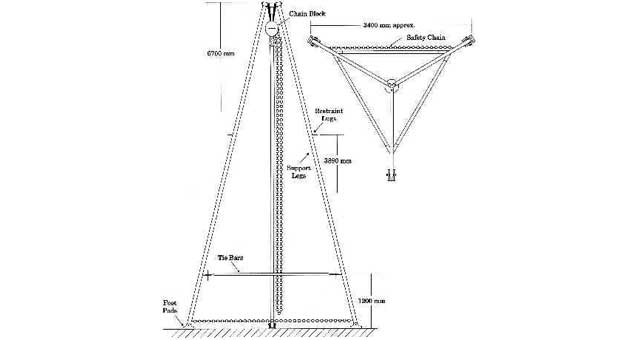 Chain Block
3400 mm approx.
Safety Chain
6700 mm
Restraint
Lugs
3890 mm
Support
Legs
Tie Bars
1200 mm
Foot
Pads